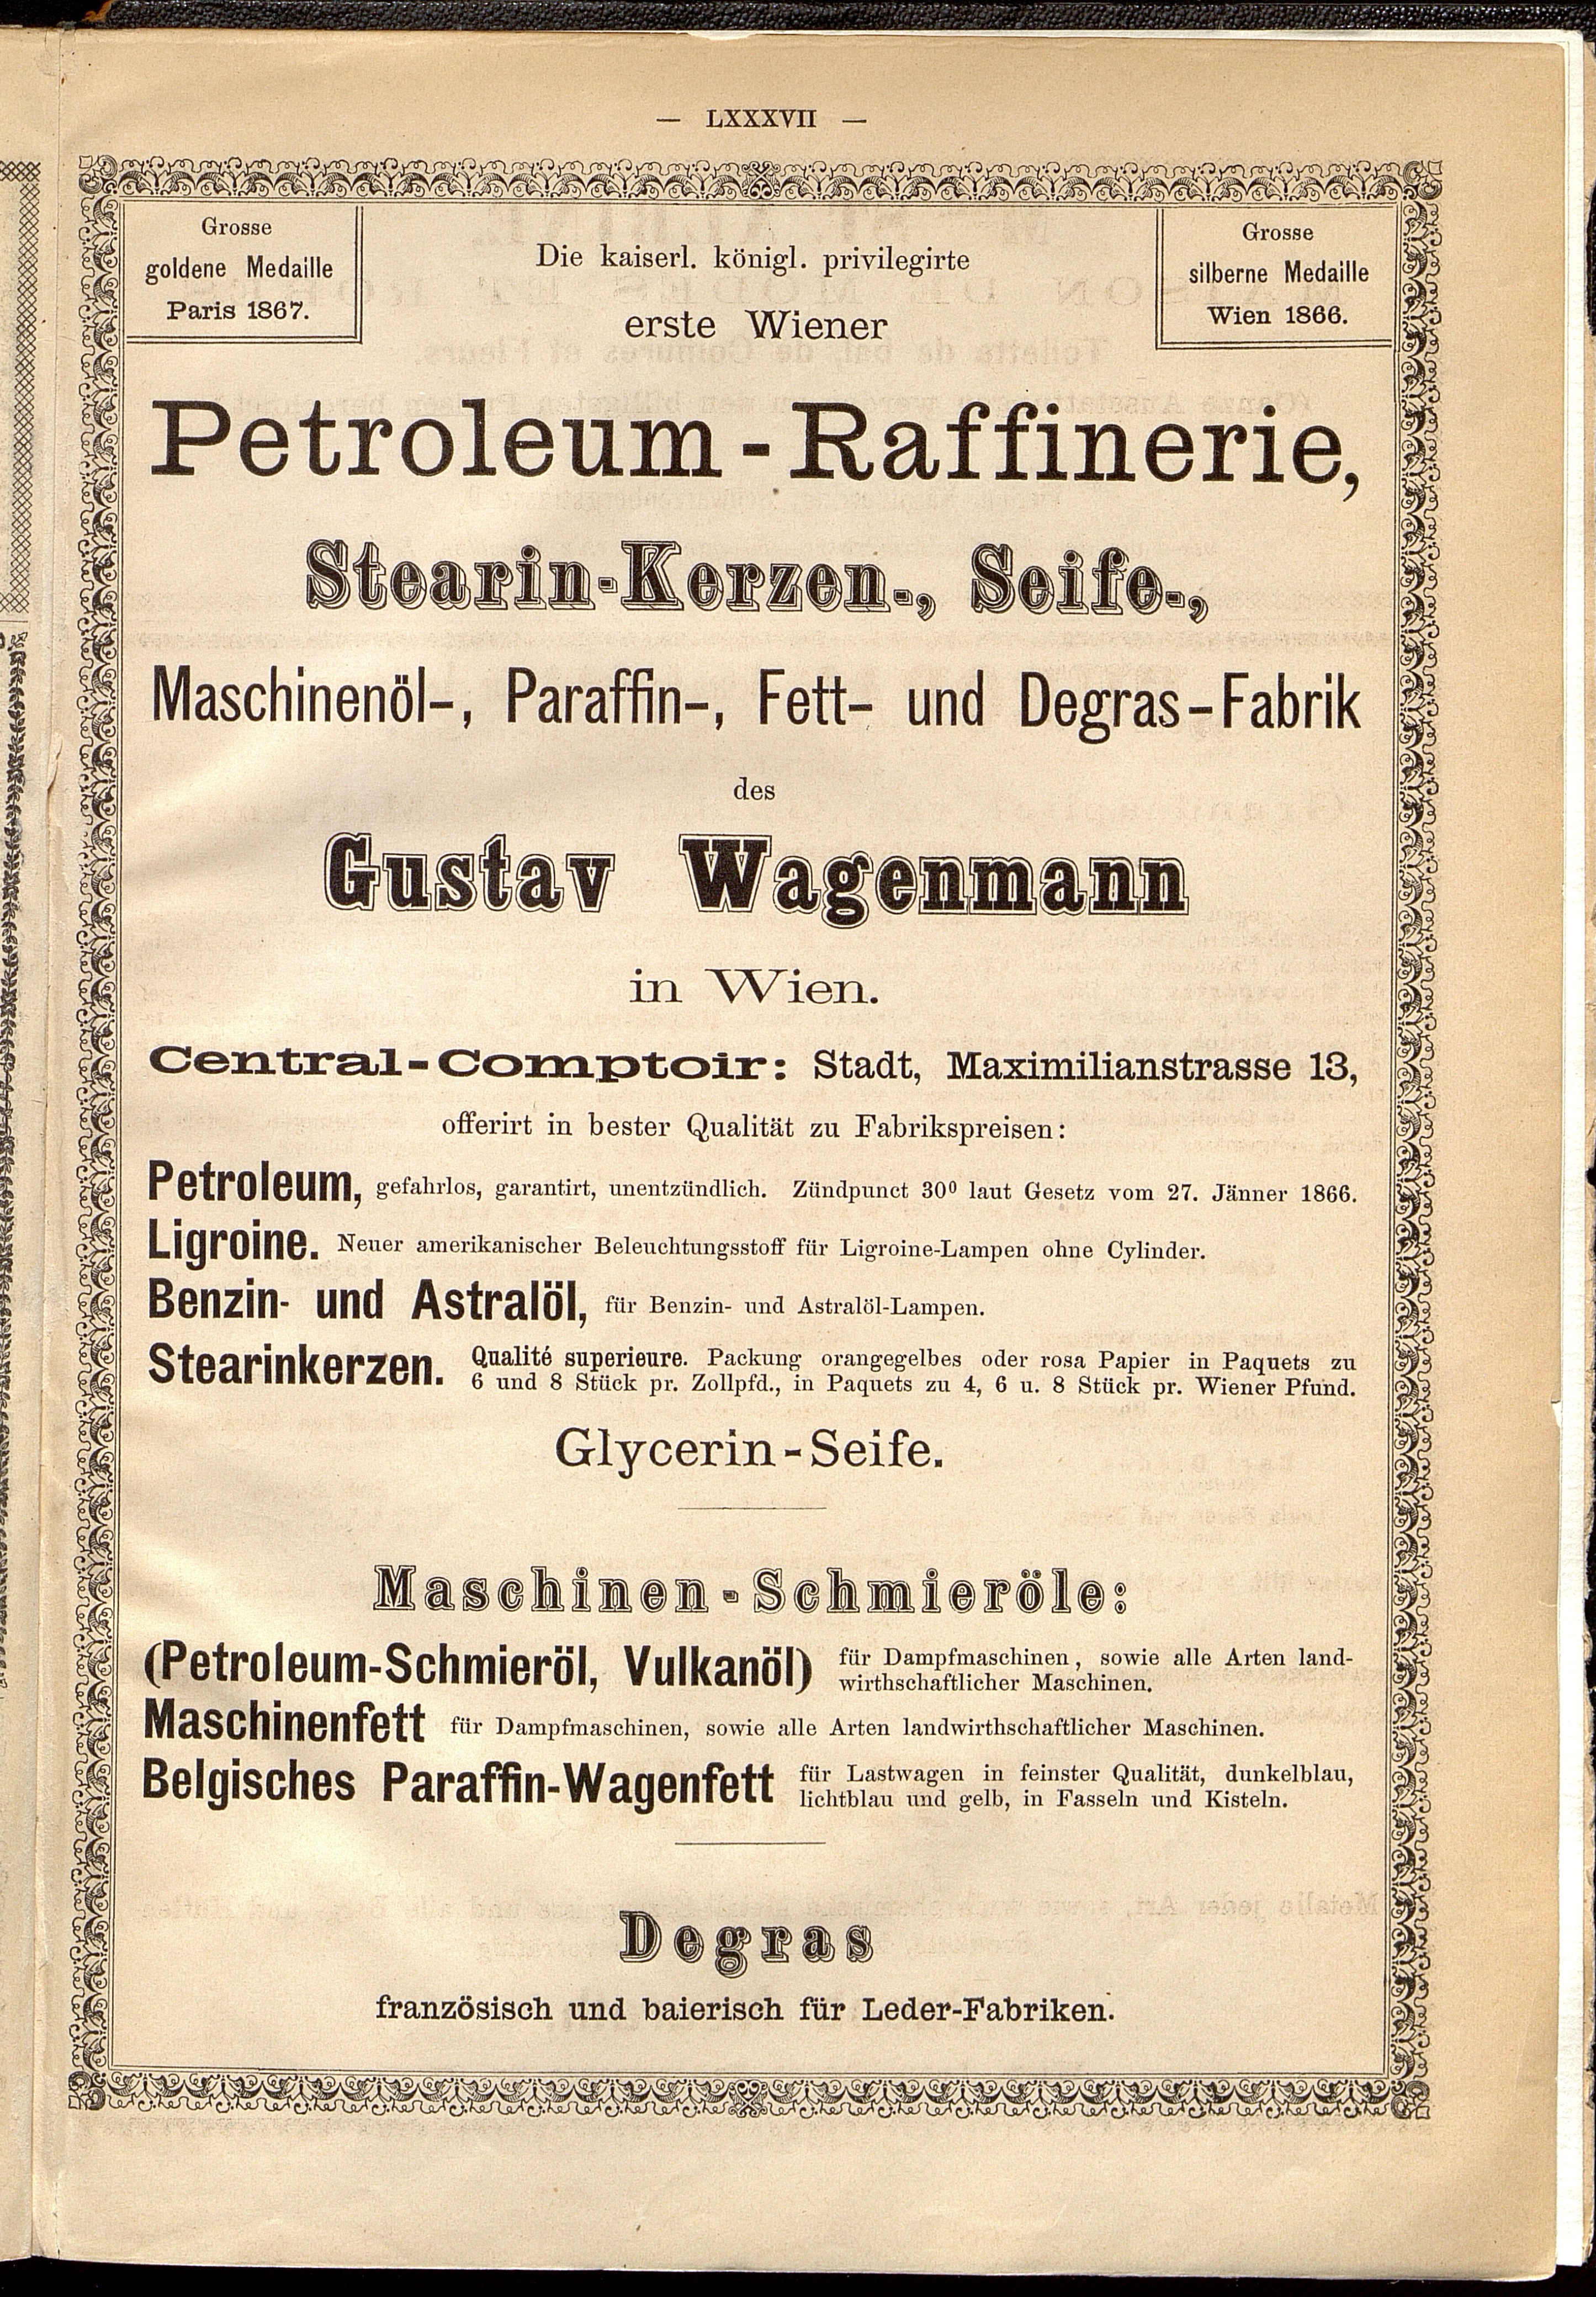 — LXXXVII —
Grosse
goldene Medaille
Paris 1867.
Die kaiserl. königl. privilegirte
erste Wiener
Grosse
silberne Medaille
Wien 1866.
Petroleum-Raffinerie,
Stearin-Kerzen-, Seife-,
Maschinenöl-, Paraffin-, Fett- und Degras-Fabrik
des
Gustav Wagenmann
in Wien.
Central-Comptoir: Stadt, Maximilianstrasse 13,
offerirt in bester Qualität zu Fabrikspreisen:
Petroleum, gefahrlos, garantirt, unentzündlich. Zündpunct 30⁰ laut Gesetz vom 27. Jänner 1866.
Ligroine. Neuer amerikanischer Beleuchtungsstoff für Ligroine-Lampen ohne Cylinder.
Benzin- und Astralöl, für Benzin- und Astralöl-Lampen.
Stearinkerzen. Qualité superieure. Packung orangegelbes oder rosa Papier in Paquets zu
6 und 8 Stück pr. Zollpfd., in Paquets zu 4, 6 u. 8 Stück pr. Wiener Pfund.
Glycerin-Seife.
Maschinen-Schmieröle:
(Petroleum-Schmieröl, Vulkanöl) für Dampfmaschinen, sowie alle Arten land-
wirthschaftlicher Maschinen.
Maschinenfett für Dampfmaschinen, sowie alle Arten landwirthschaftlicher Maschinen.
Belgisches Paraffin-Wagenfett für Lastwagen in feinster Qualität, dunkelblau,
lichtblau und gelb, in Fasseln und Kisteln.
Degras
französisch und baierisch für Leder-Fabriken.